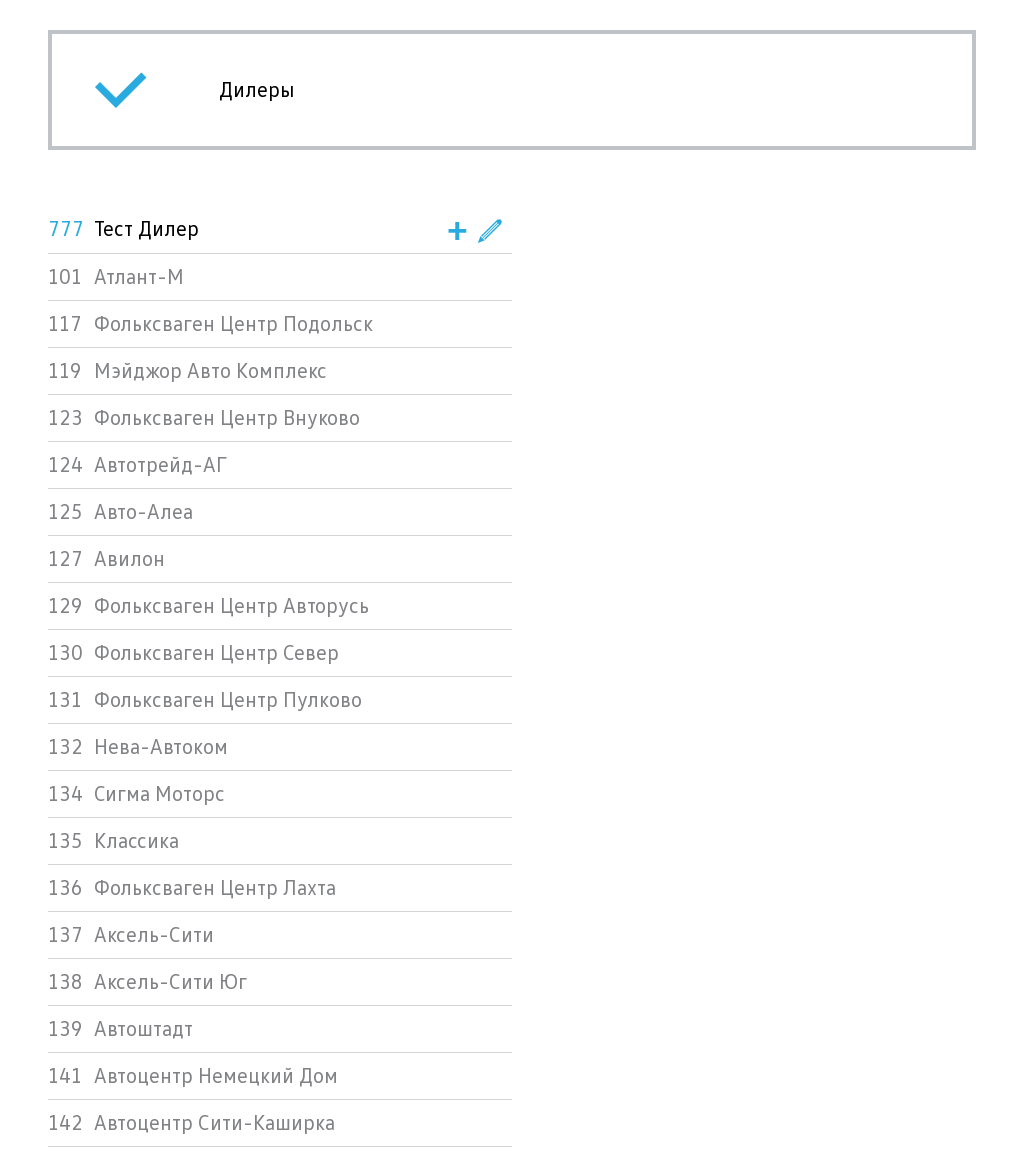 Дилеры
777 Тест Дилер
101 Атлант-М
117 Фольксваген Центр Подольск
119 Мэйджор Авто Комплекс
123 Фольксваген Центр Внуково
124 Автотрейд-АГ
125 Авто-Алеа
127 Авилон
129 Фольксваген Центр Авторусь
130 Фольксваген Центр Север
131 Фольксваген Центр Пулково
132 Нева-Автоком
134 Сигма Моторс
135 Классика
136 Фольксваген Центр Лахта
137 Аксель-Сити
138 Аксель-Сити Юг
139 Автоштадт
141 Автоцентр Немецкий Дом
142 Автоцентр Сити-Каширка